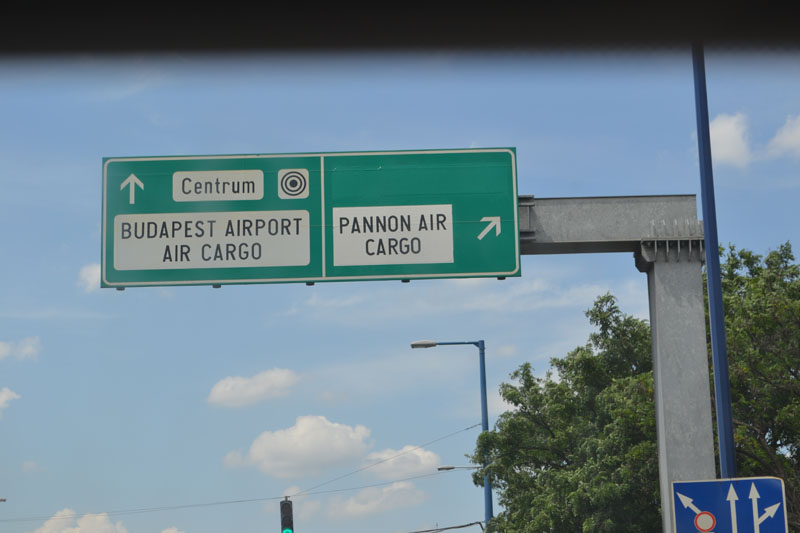 Centrum
BUDAPEST AIRPORT
AIR CARGO
PANNON AIR
CARGO